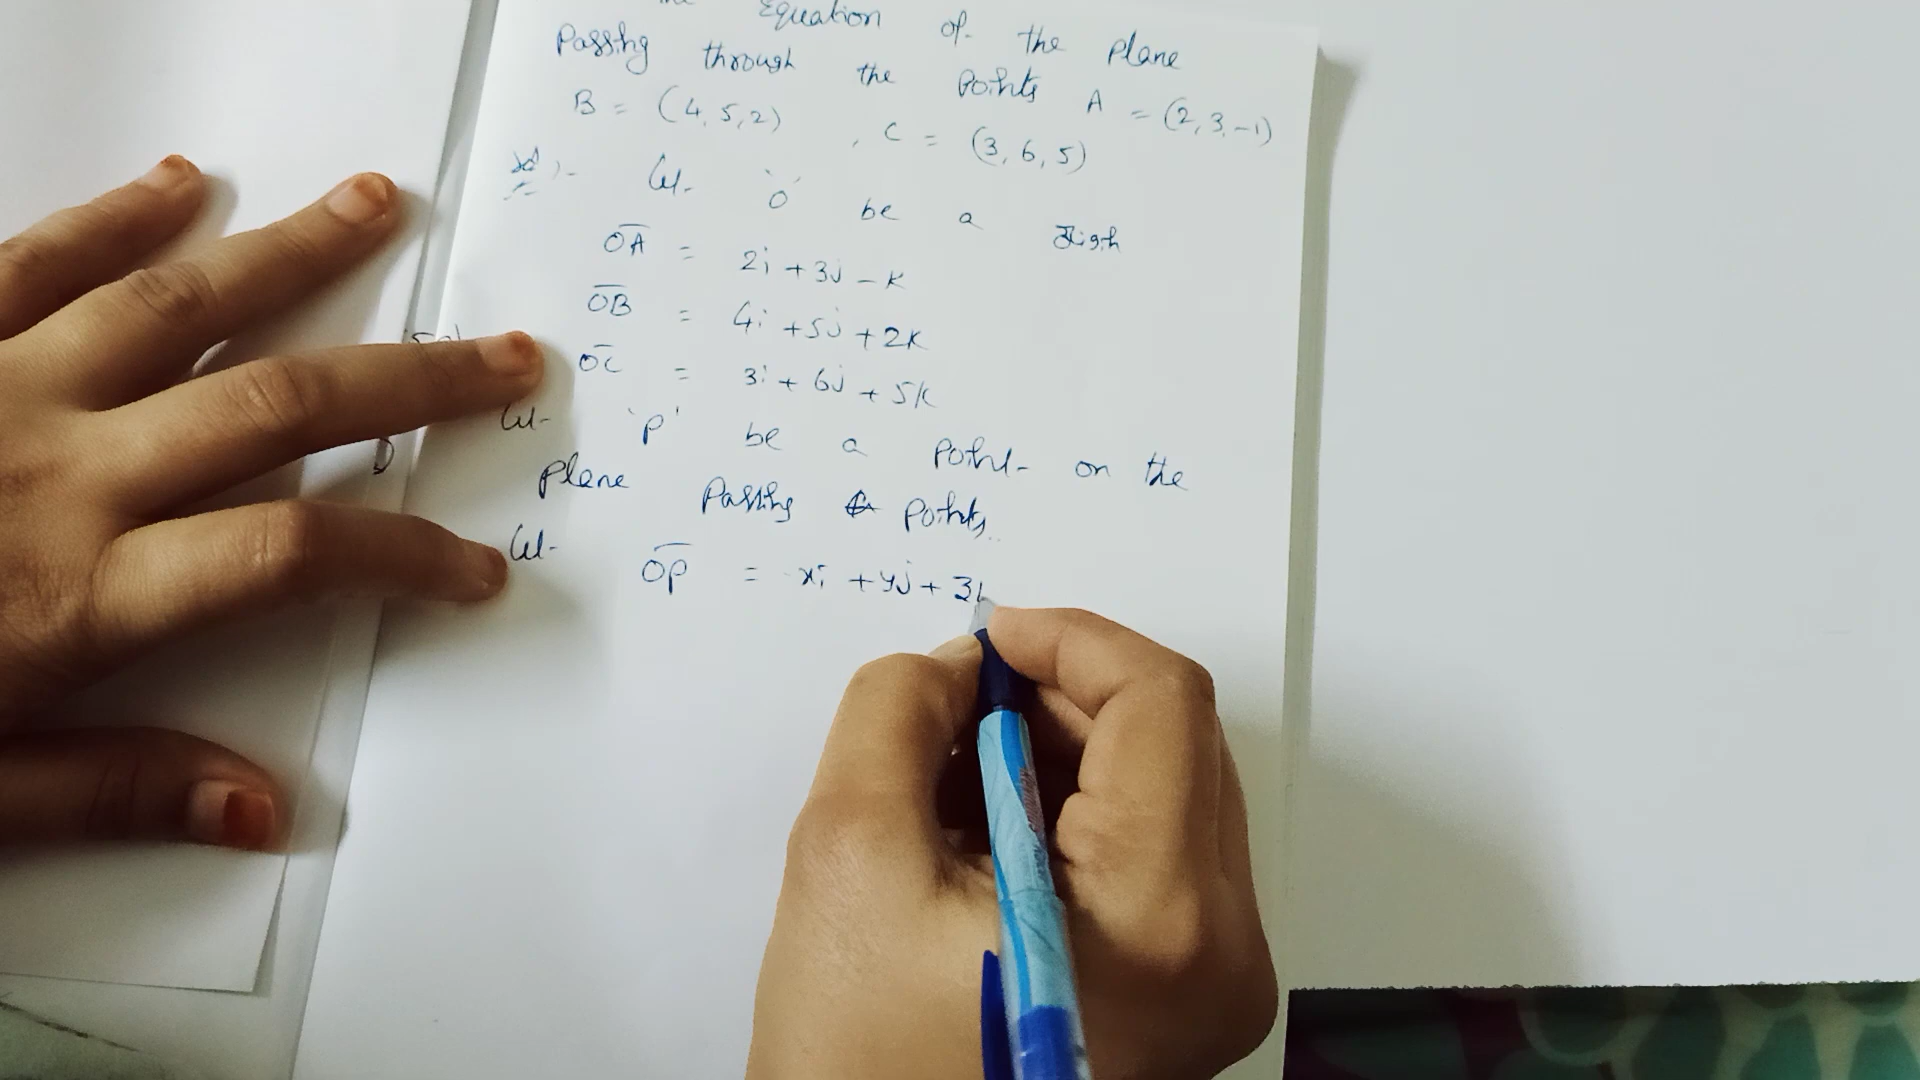 Equation of the plane
Passing through the Points A = (2, 3, -1)
B = (4, 5, 2) , C = (3, 6, 5)
Sol :- Let 'O' be a
OA = 2i + 3j - k
OB = 4i + 5j + 2k
OC = 3i + 6j + 5k
Let 'P' be a Point on the
plane Passing Points.
Let OP = xi + yj + 3k